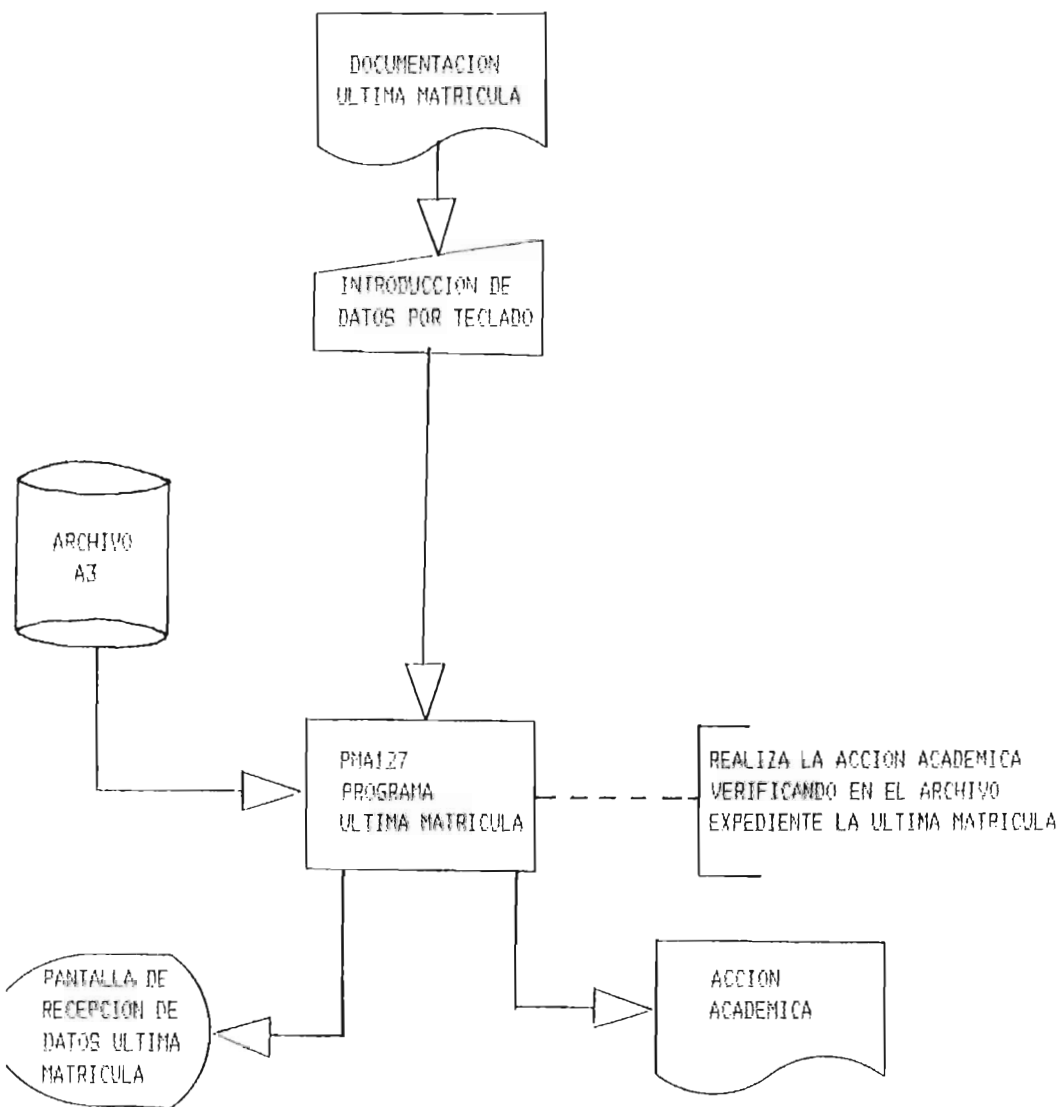 DOCUMENTACION
ULTIMA MATRICULA
INTRODUCCION DE
DATOS POR TECLADO
ARCHIVO
A3
PMA127
PROGRAMA
ULTIMA MATRICULA
REALIZA LA ACCION ACADEMICA
VERIFICANDO EN EL ARCHIVO
EXPEDIENTE LA ULTIMA MATRICULA
PANTALLA DE
RECEPCION DE
DATOS ULTIMA
MATRICULA
ACCION
ACADEMICA